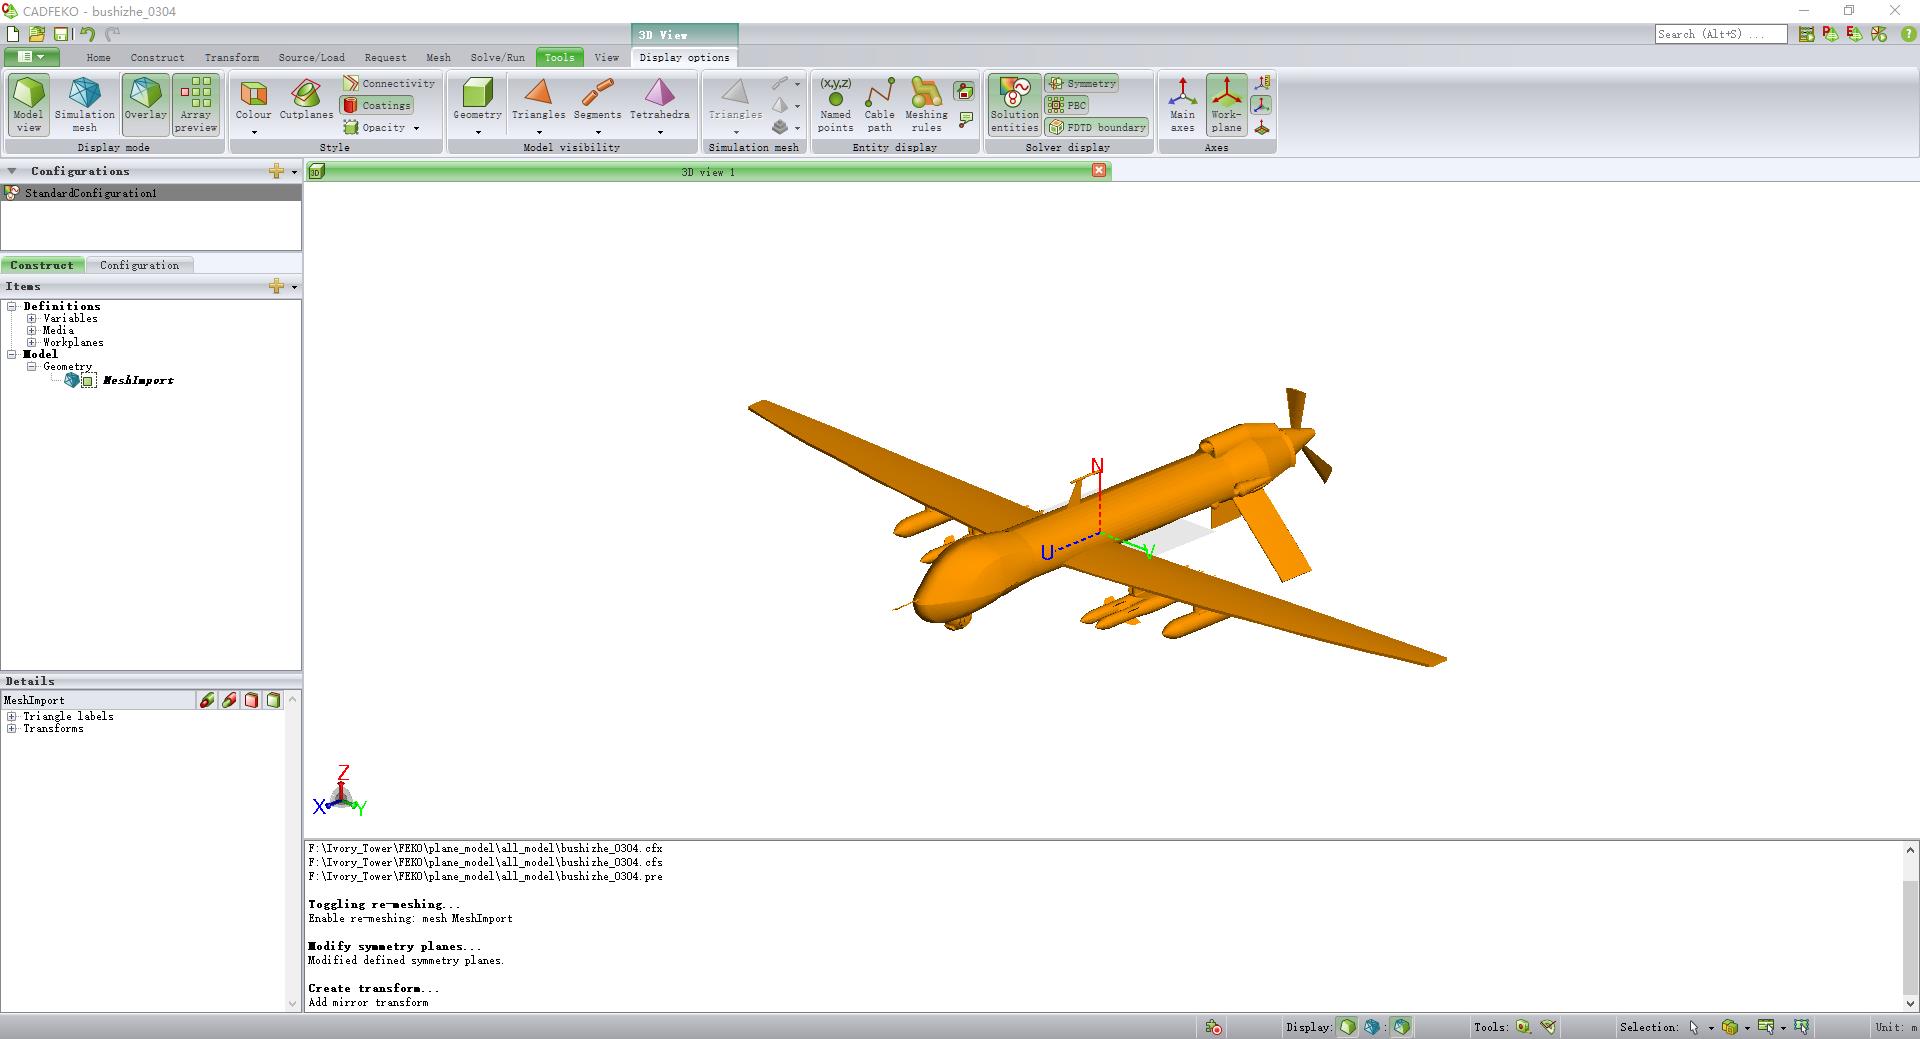 CADFEKO - bushizhe_0304
3D View
Search (Alt+S) ...
Home Construct Transform Source/Load Request Mesh Solve/Run Tools View Display options
Model view
Simulation mesh
Overlay
Array preview
Display mode
Colour
Cutplanes
Connectivity
Coatings
Opacity
Style
Geometry
Triangles
Segments
Tetrahedra
Model visibility
Triangles
Simulation mesh
(x,y,z)
Named points
Cable path
Meshing rules
Entity display
Solution entities
Symmetry
PBC
FDTD boundary
Solver display
Main axes
Work-plane
Axes
Configurations
StandardConfiguration1
3D view 1
Construct Configuration
Items
Definitions
Variables
Media
Workplanes
Model
Geometry
MeshImport
N
U
V
Details
MeshImport
Triangle labels
Transforms
Z
X
Y
F:\Ivory_Tower\FEKO\plane_model\all_model\bushizhe_0304.cfx
F:\Ivory_Tower\FEKO\plane_model\all_model\bushizhe_0304.cfs
F:\Ivory_Tower\FEKO\plane_model\all_model\bushizhe_0304.pre
Toggling re-meshing...
Enable re-meshing: mesh MeshImport
Modify symmetry planes...
Modified defined symmetry planes.
Create transform...
Add mirror transform
Display:
Tools:
Selection:
Unit: m